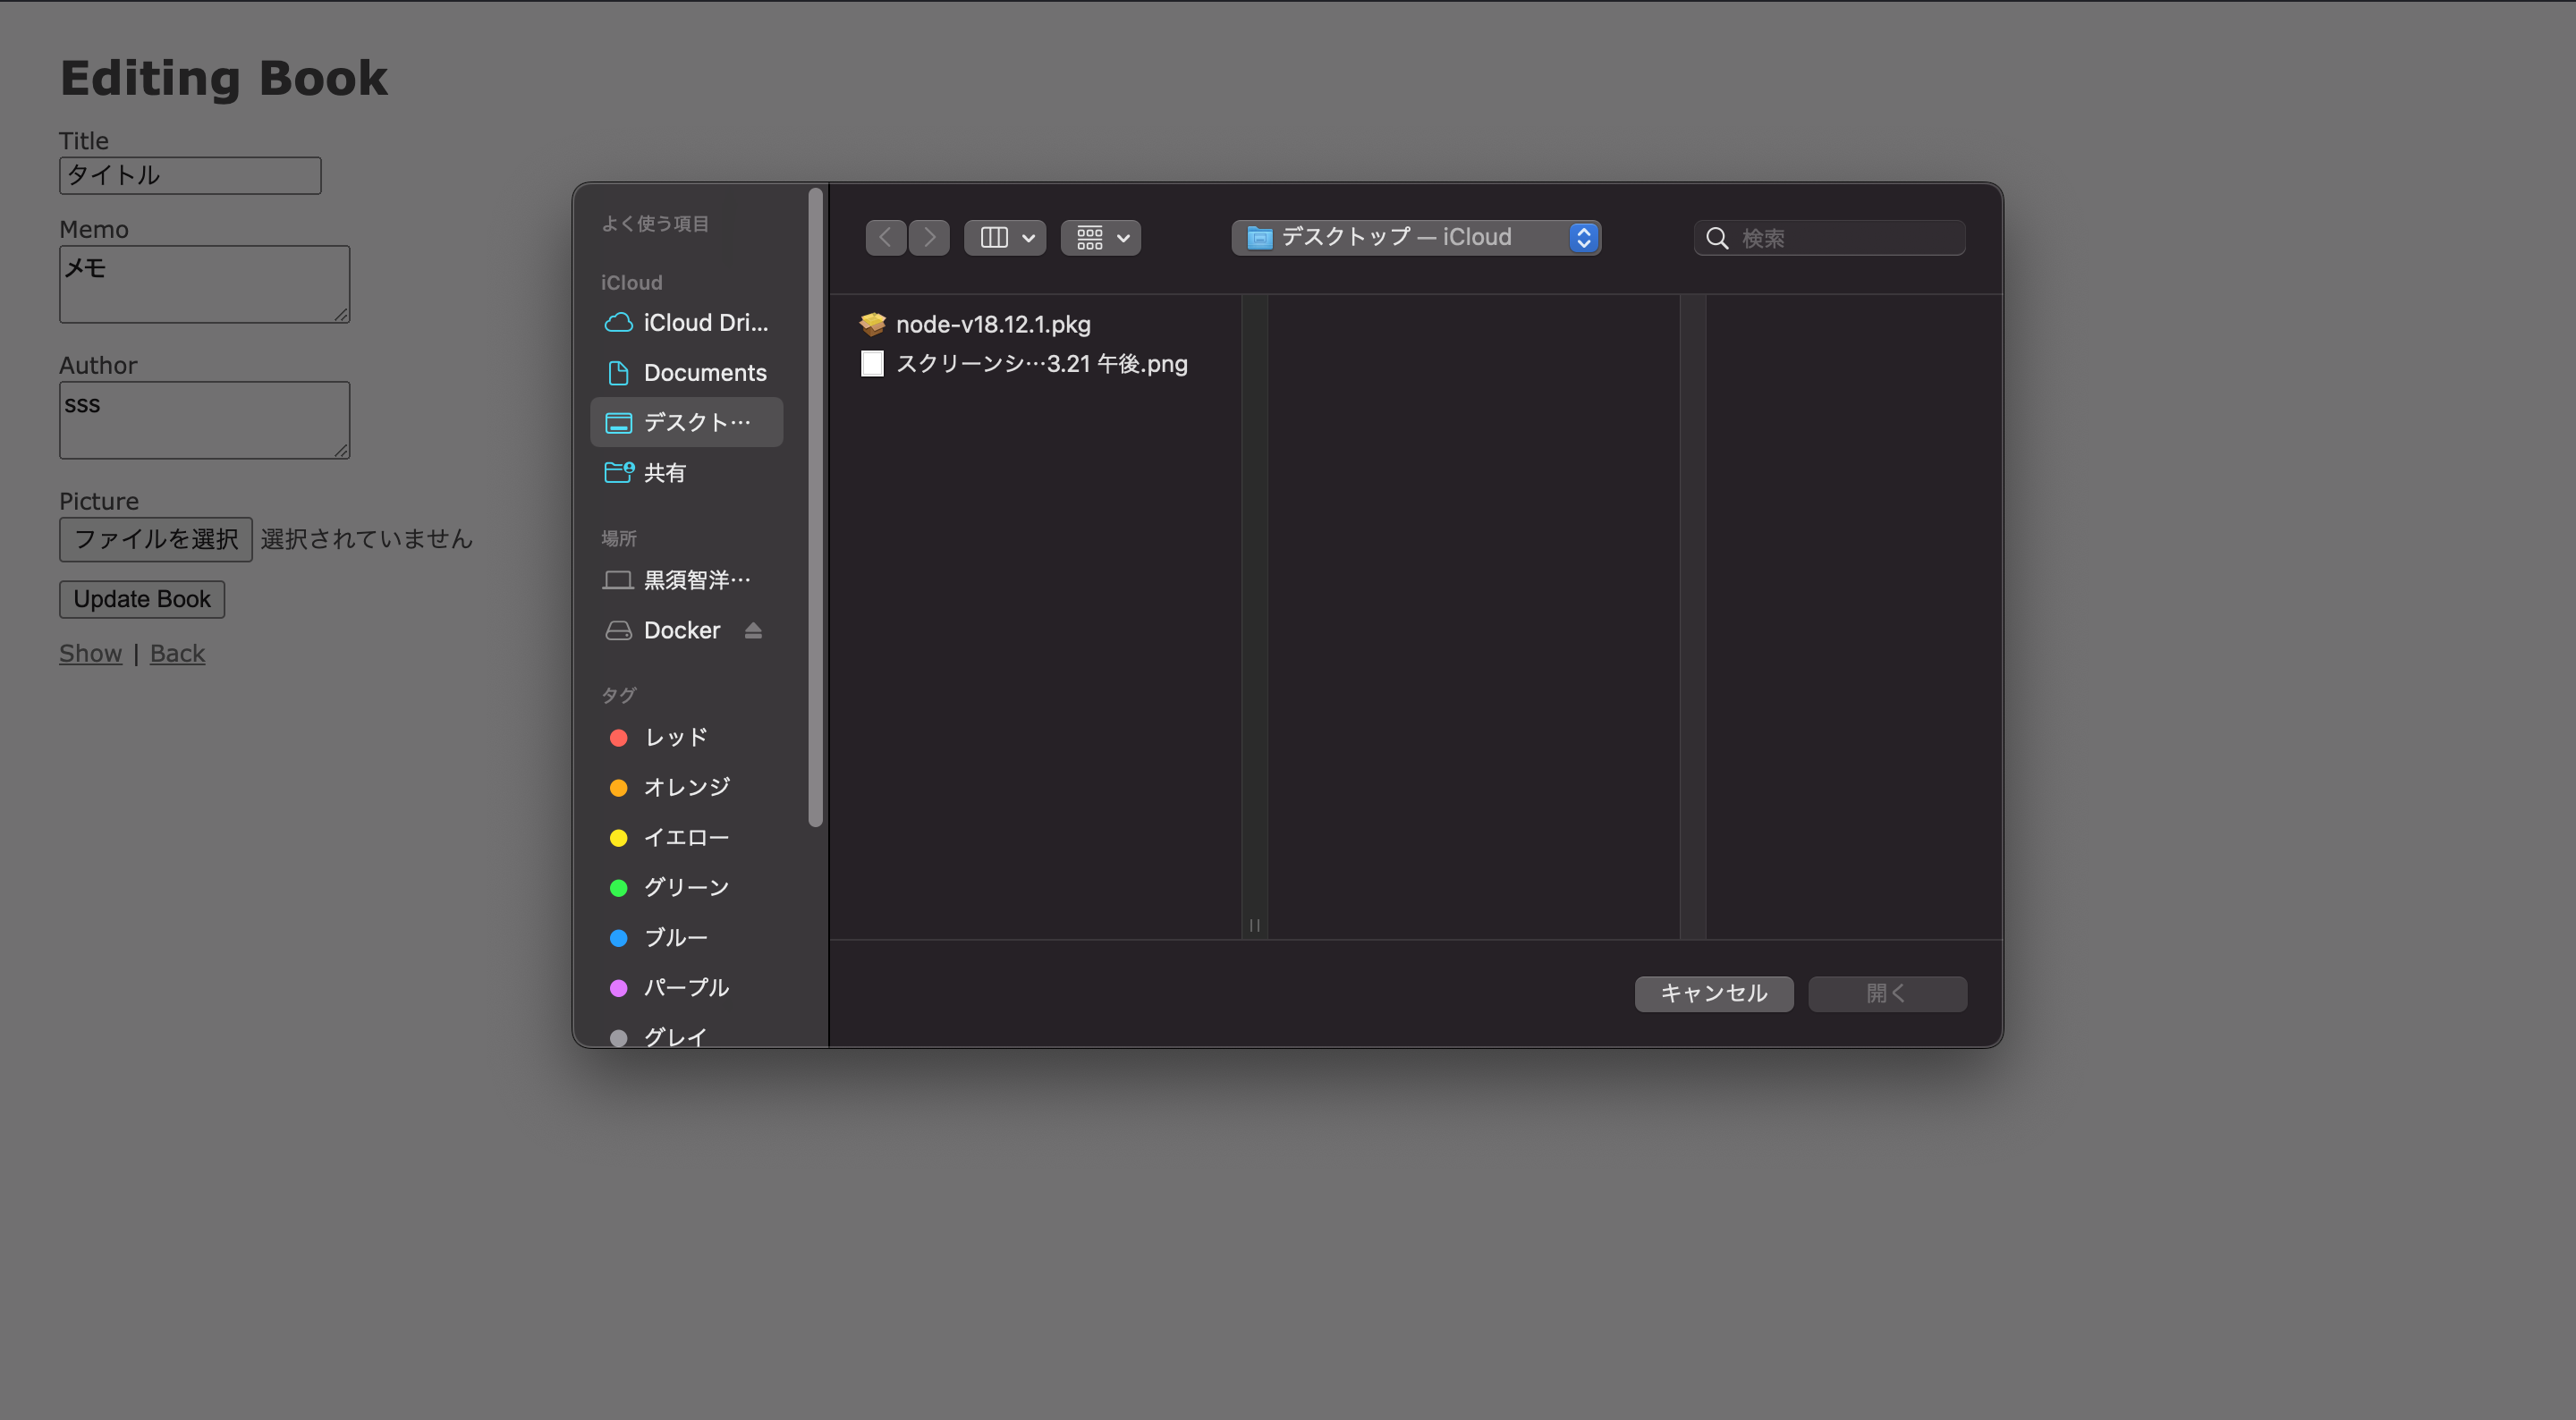 Editing Book
Title
タイトル
Memo
メモ
Author
sss
Picture
ファイルを選択 選択されていません
Update Book
Show | Back
よく使う項目
iCloud
iCloud Dri...
Documents
デスクト…
共有
場所
黒須智洋…
Docker
タグ
レッド
オレンジ
イエロー
グリーン
ブルー
パープル
グレイ
デスクトップ — iCloud
検索
node-v18.12.1.pkg
スクリーンシ…3.21 午後.png
キャンセル
開く